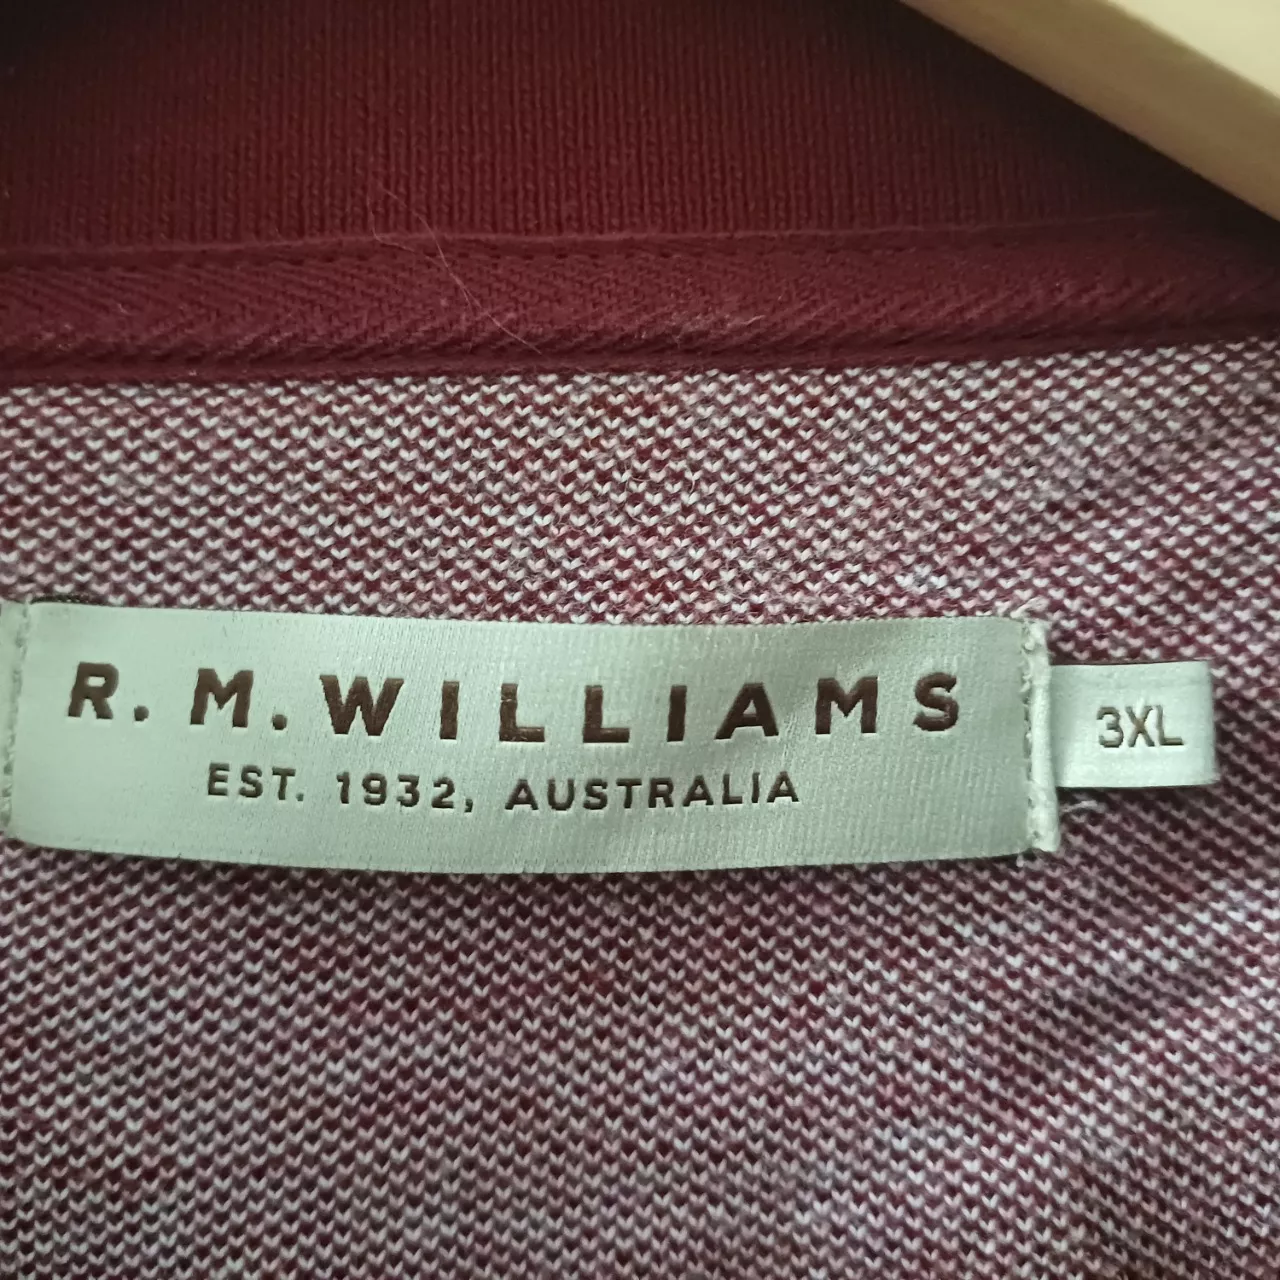 R. M. WILLIAMS
EST. 1932, AUSTRALIA
3XL